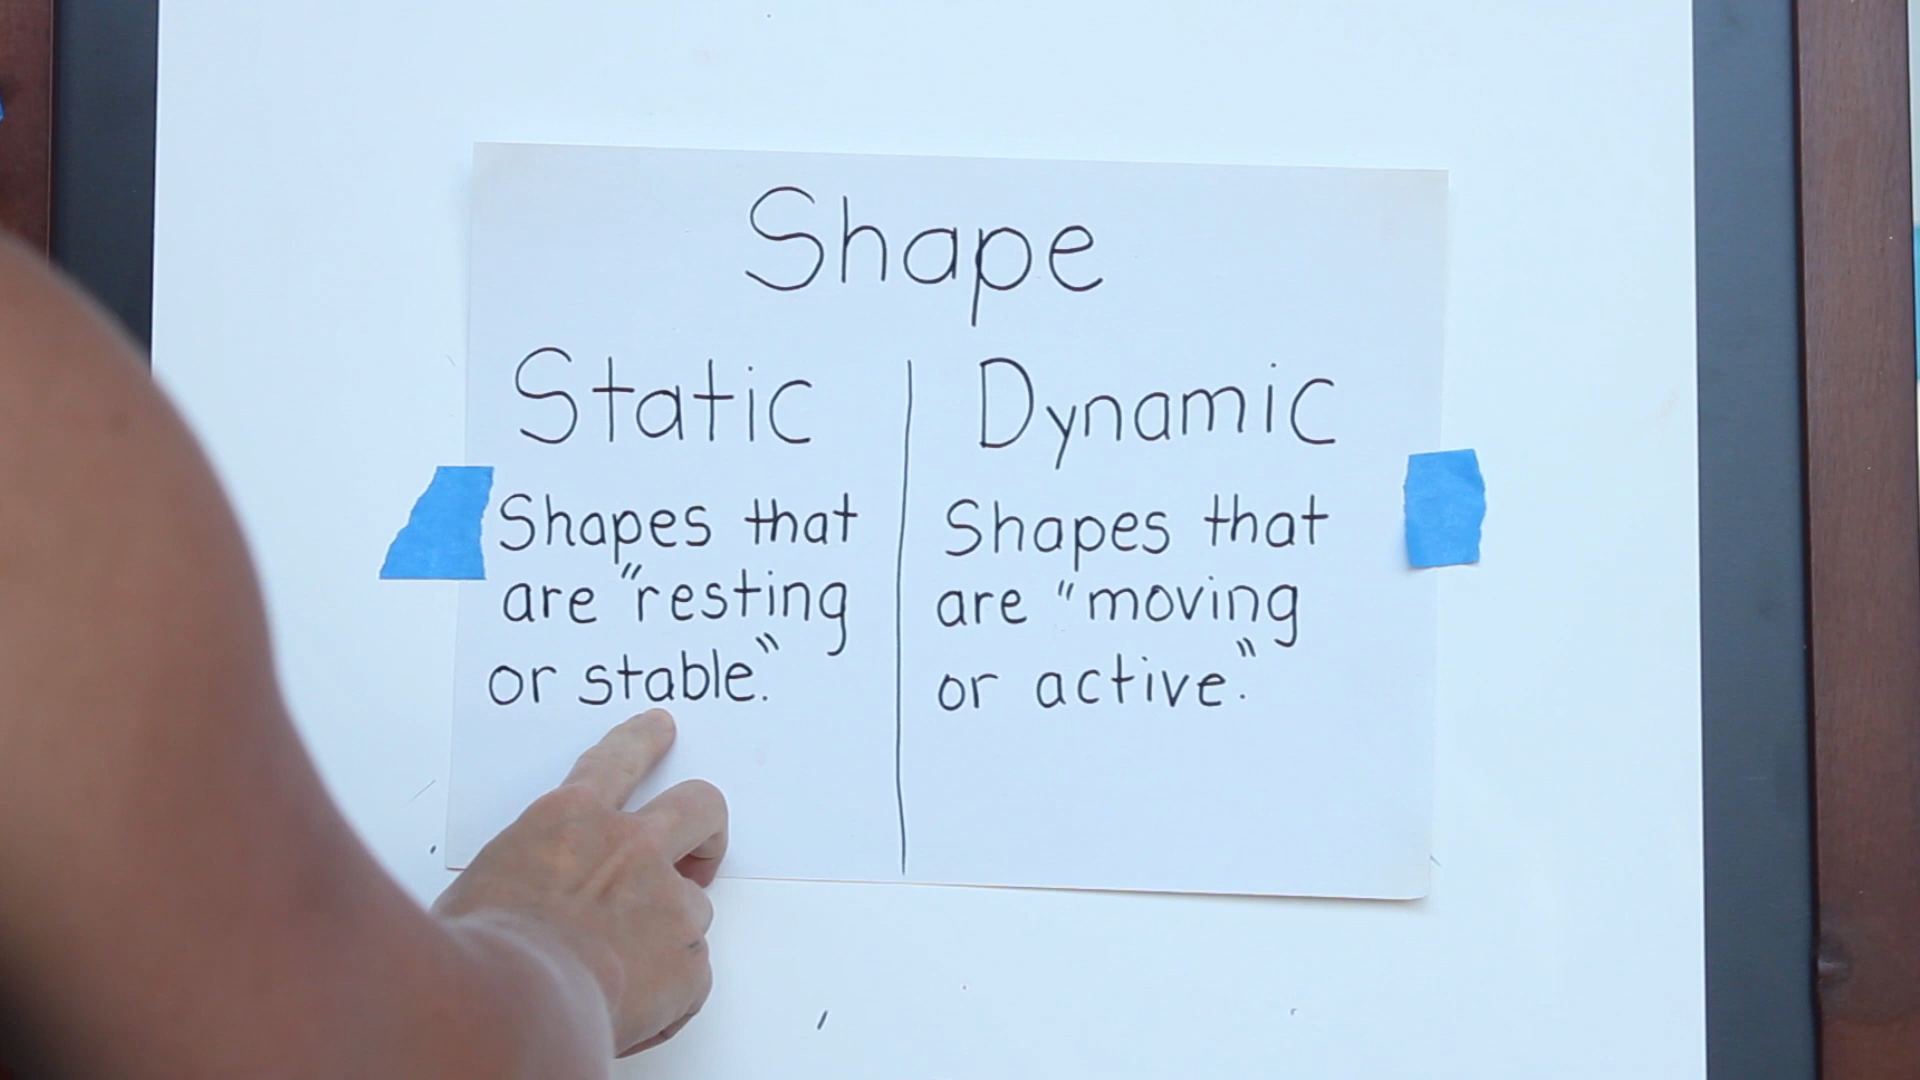 Shape
Static
Shapes that
are "resting
or stable."
Dynamic
Shapes that
are "moving
or active."